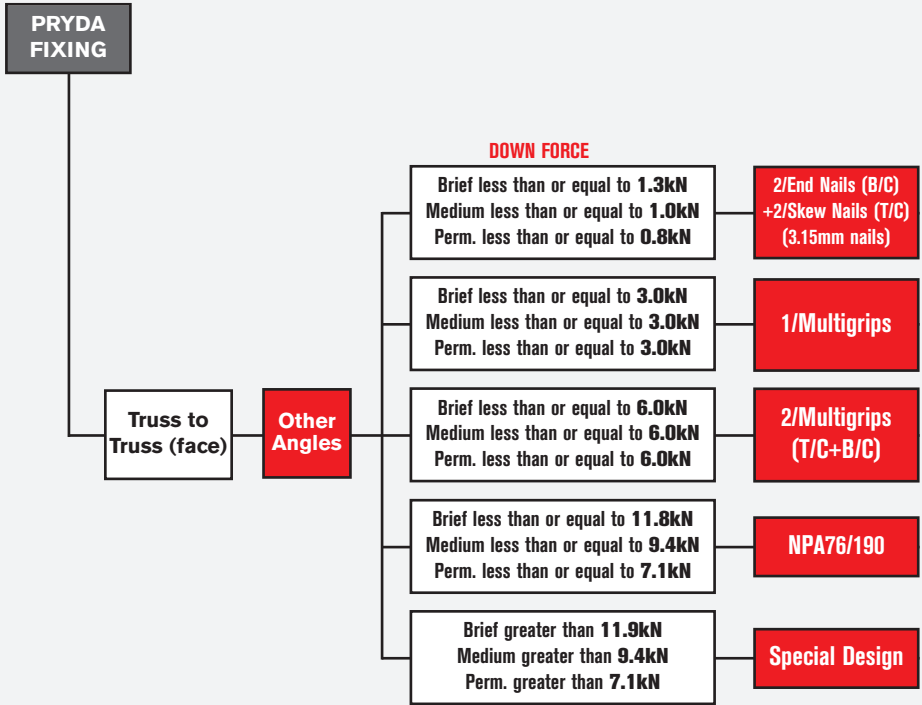 PRYDA
FIXING
DOWN FORCE
Brief less than or equal to 1.3kN
Medium less than or equal to 1.0kN
Perm. less than or equal to 0.8kN
2/End Nails (B/C)
+2/Skew Nails (T/C)
(3.15mm nails)
Brief less than or equal to 3.0kN
Medium less than or equal to 3.0kN
Perm. less than or equal to 3.0kN
1/Multigrips
Truss to
Truss (face)
Other
Angles
Brief less than or equal to 6.0kN
Medium less than or equal to 6.0kN
Perm. less than or equal to 6.0kN
2/Multigrips
(T/C+B/C)
Brief less than or equal to 11.8kN
Medium less than or equal to 9.4kN
Perm. less than or equal to 7.1kN
NPA76/190
Brief greater than 11.9kN
Medium greater than 9.4kN
Perm. greater than 7.1kN
Special Design